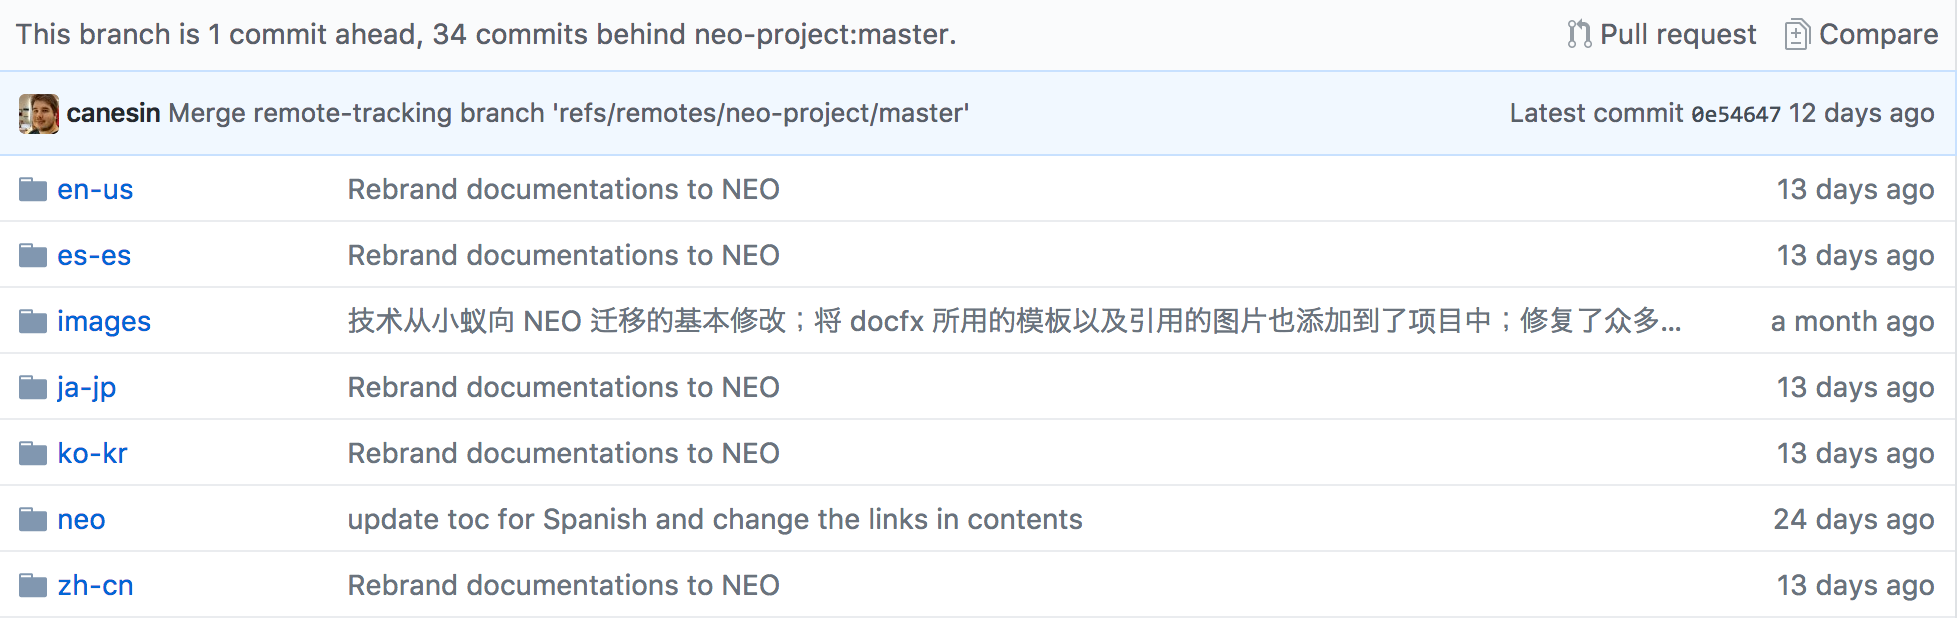 This branch is 1 commit ahead, 34 commits behind neo-project:master. Pull request Compare
canesin Merge remote-tracking branch 'refs/remotes/neo-project/master' Latest commit 0e54647 12 days ago
en-us Rebrand documentations to NEO 13 days ago
es-es Rebrand documentations to NEO 13 days ago
images 技术从小蚁向 NEO 迁移的基本修改；将 docfx 所用的模板以及引用的图片也添加到了项目中；修复了众多... a month ago
ja-jp Rebrand documentations to NEO 13 days ago
ko-kr Rebrand documentations to NEO 13 days ago
neo update toc for Spanish and change the links in contents 24 days ago
zh-cn Rebrand documentations to NEO 13 days ago